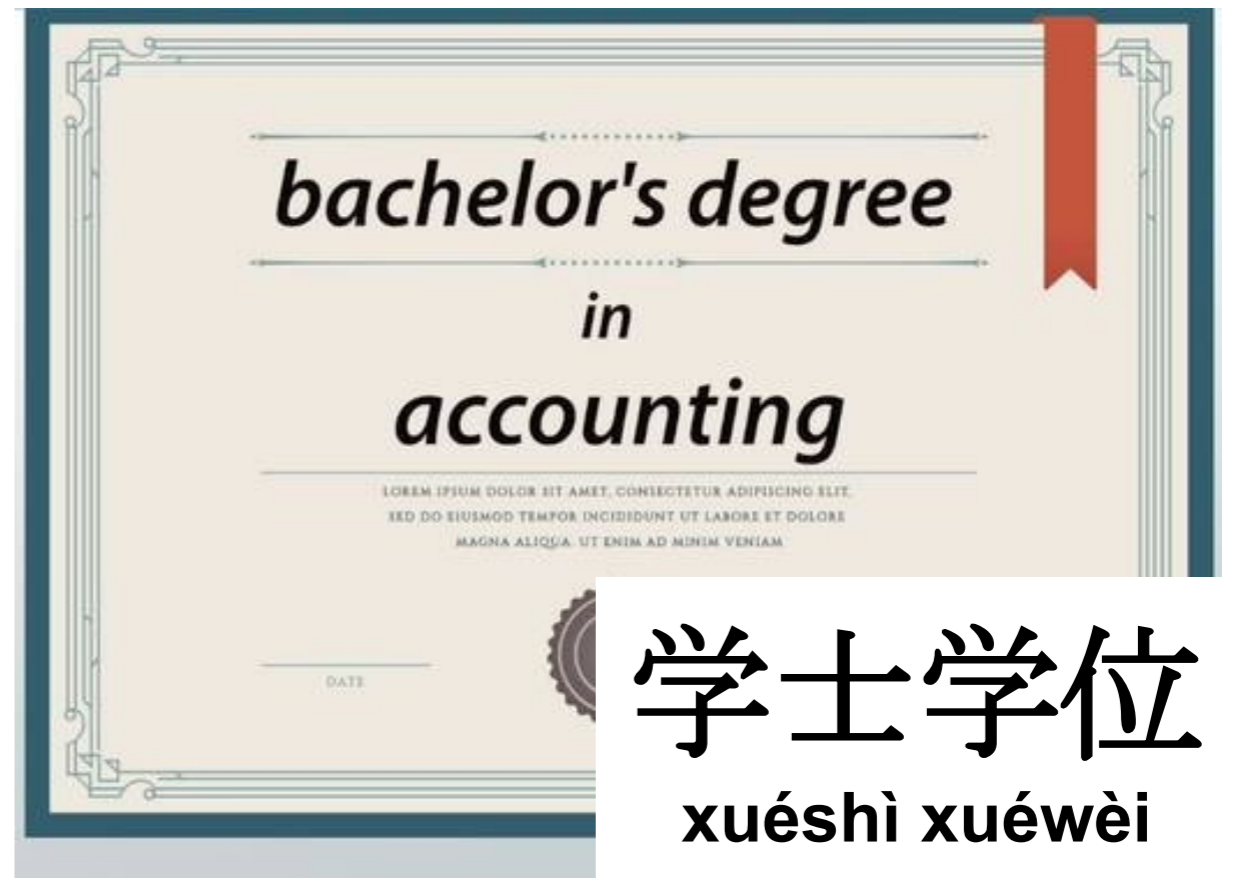 bachelor's degree
in
accounting
LOREM IPSUM DOLOR SIT AMET, CONSECTETUR ADIPISCING ELIT,
SED DO EIUSMOD TEMPOR INCIDIDUNT UT LABORE ET DOLORE
MAGNA ALIQUA. UT ENIM AD MINIM VENIAM
DATE
学士学位
xuéshì xuéwèi